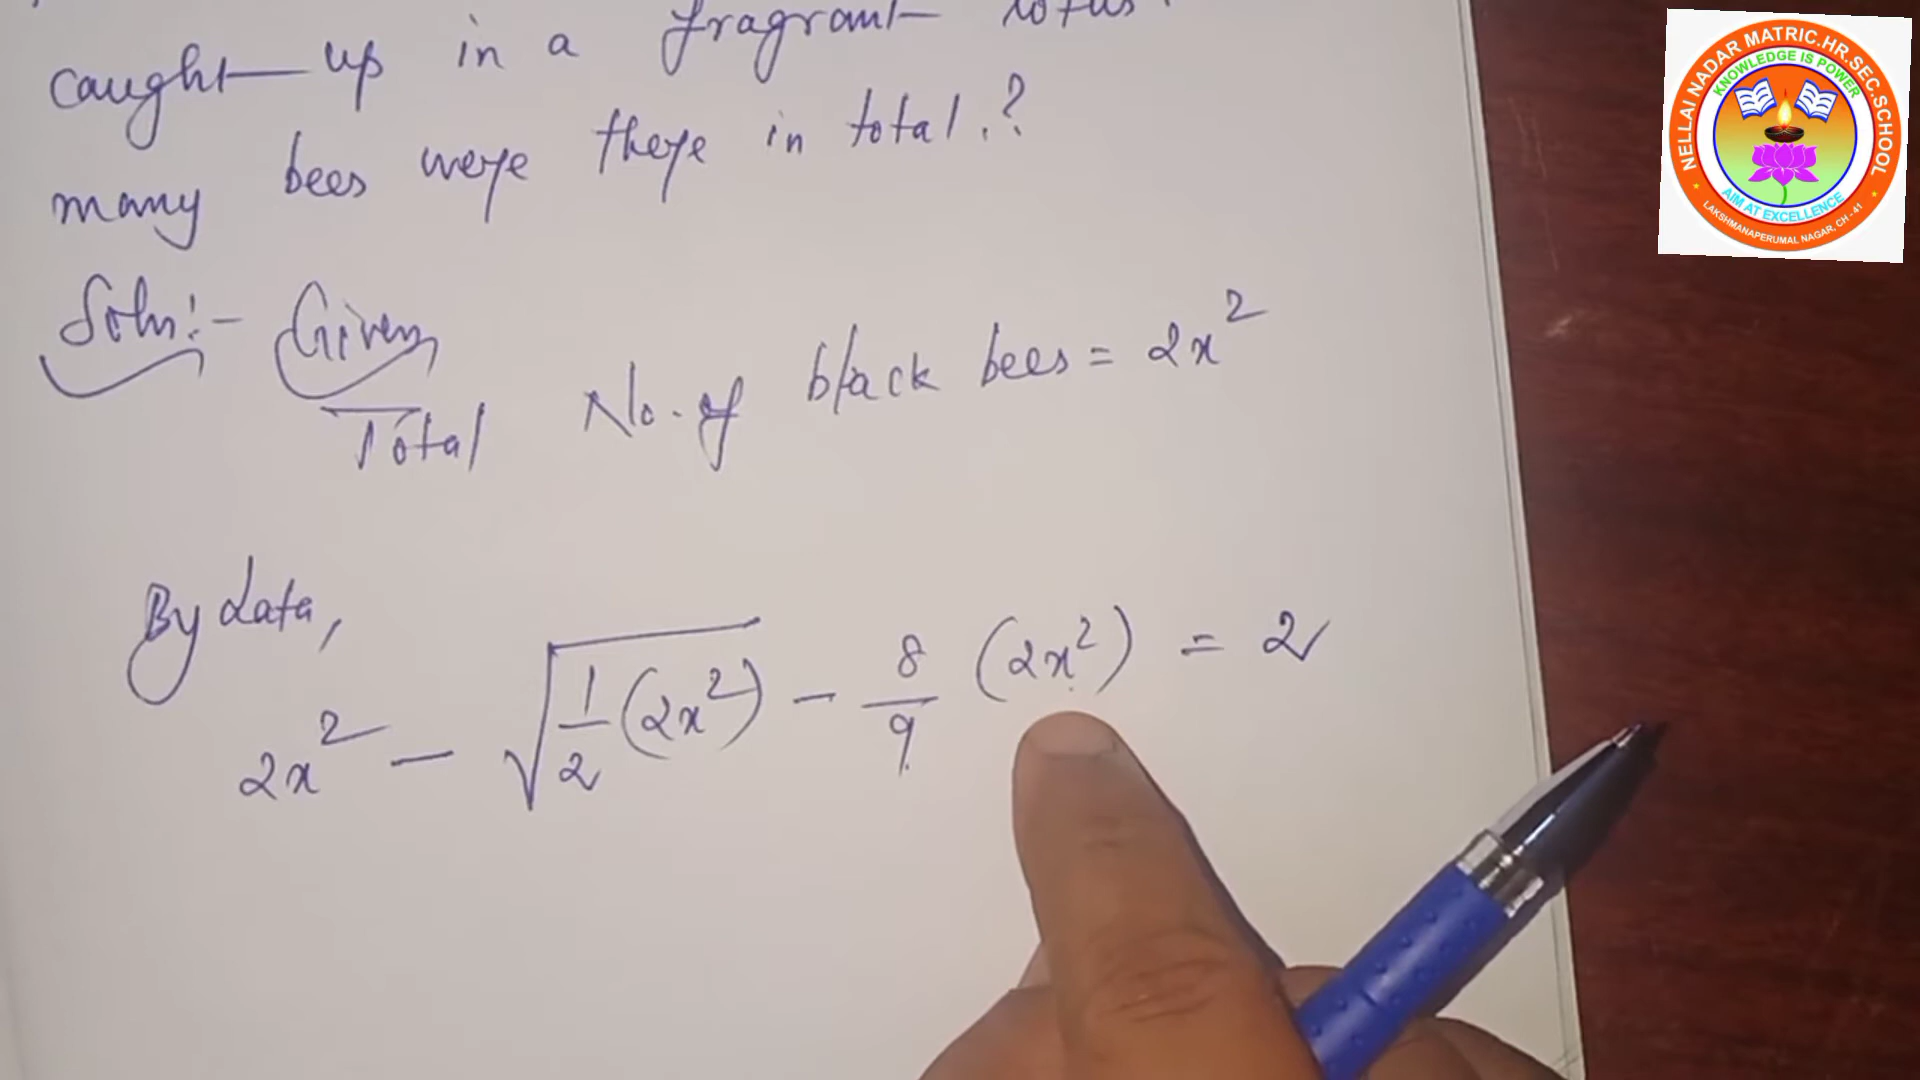 caught up in a fragrant lotus.
many bees were there in total.?
Soln:- Given
Total No. of black bees = 2x²
By data,
2x² - √(1/2 (2x²)) - 8/9 (2x²) = 2
NELLAI NADAR MATRIC.HR.SEC.SCHOOL
KNOWLEDGE IS POWER
AIM AT EXCELLENCE
LAKSHMANAPERUMAL NAGAR, CH - 41